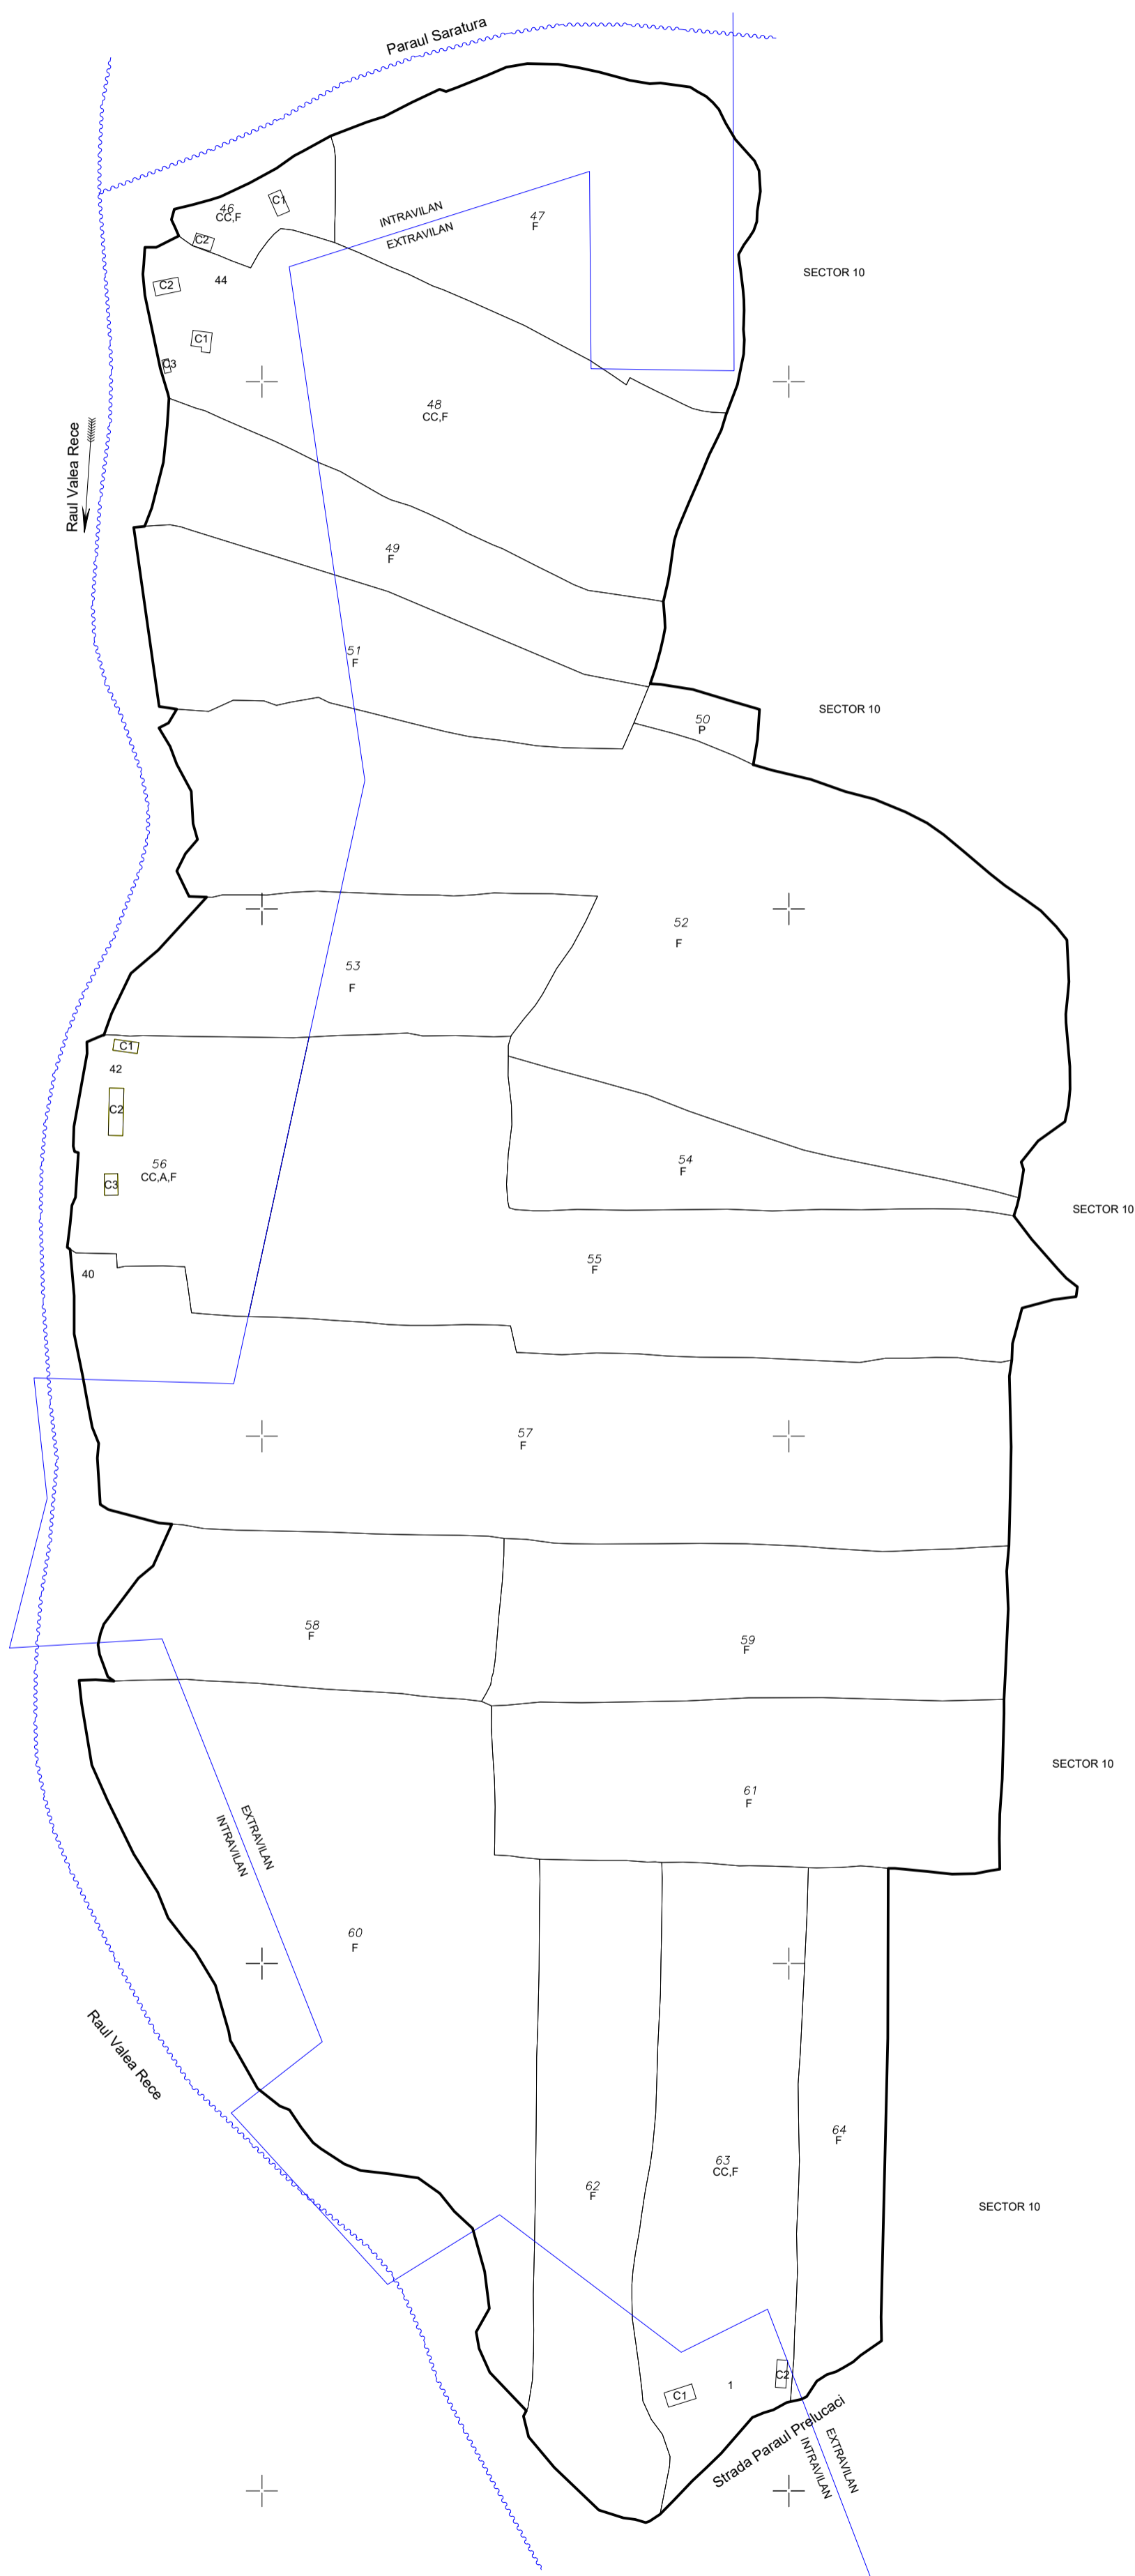 Paraul Saratura
46
CC,F
C1
C2
INTRAVILAN
EXTRAVILAN
47
F
SECTOR 10
C2
44
C1
C3
48
CC,F
Raul Valea Rece
49
F
51
F
50
P
SECTOR 10
52
F
53
F
C1
42
C2
56
CC,A,F
C3
54
F
SECTOR 10
55
F
40
57
F
58
F
59
F
61
F
SECTOR 10
EXTRAVILAN
INTRAVILAN
60
F
Raul Valea Rece
64
F
63
CC,F
62
F
SECTOR 10
C1
1
C2
Strada Paraul Prelucaci
EXTRAVILAN
INTRAVILAN